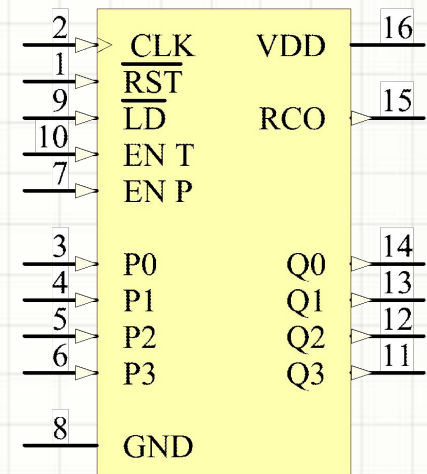 2 CLK VDD 16
1 RST
9 LD RCO 15
10 EN T
7 EN P
3 P0 Q0 14
4 P1 Q1 13
5 P2 Q2 12
6 P3 Q3 11
8 GND